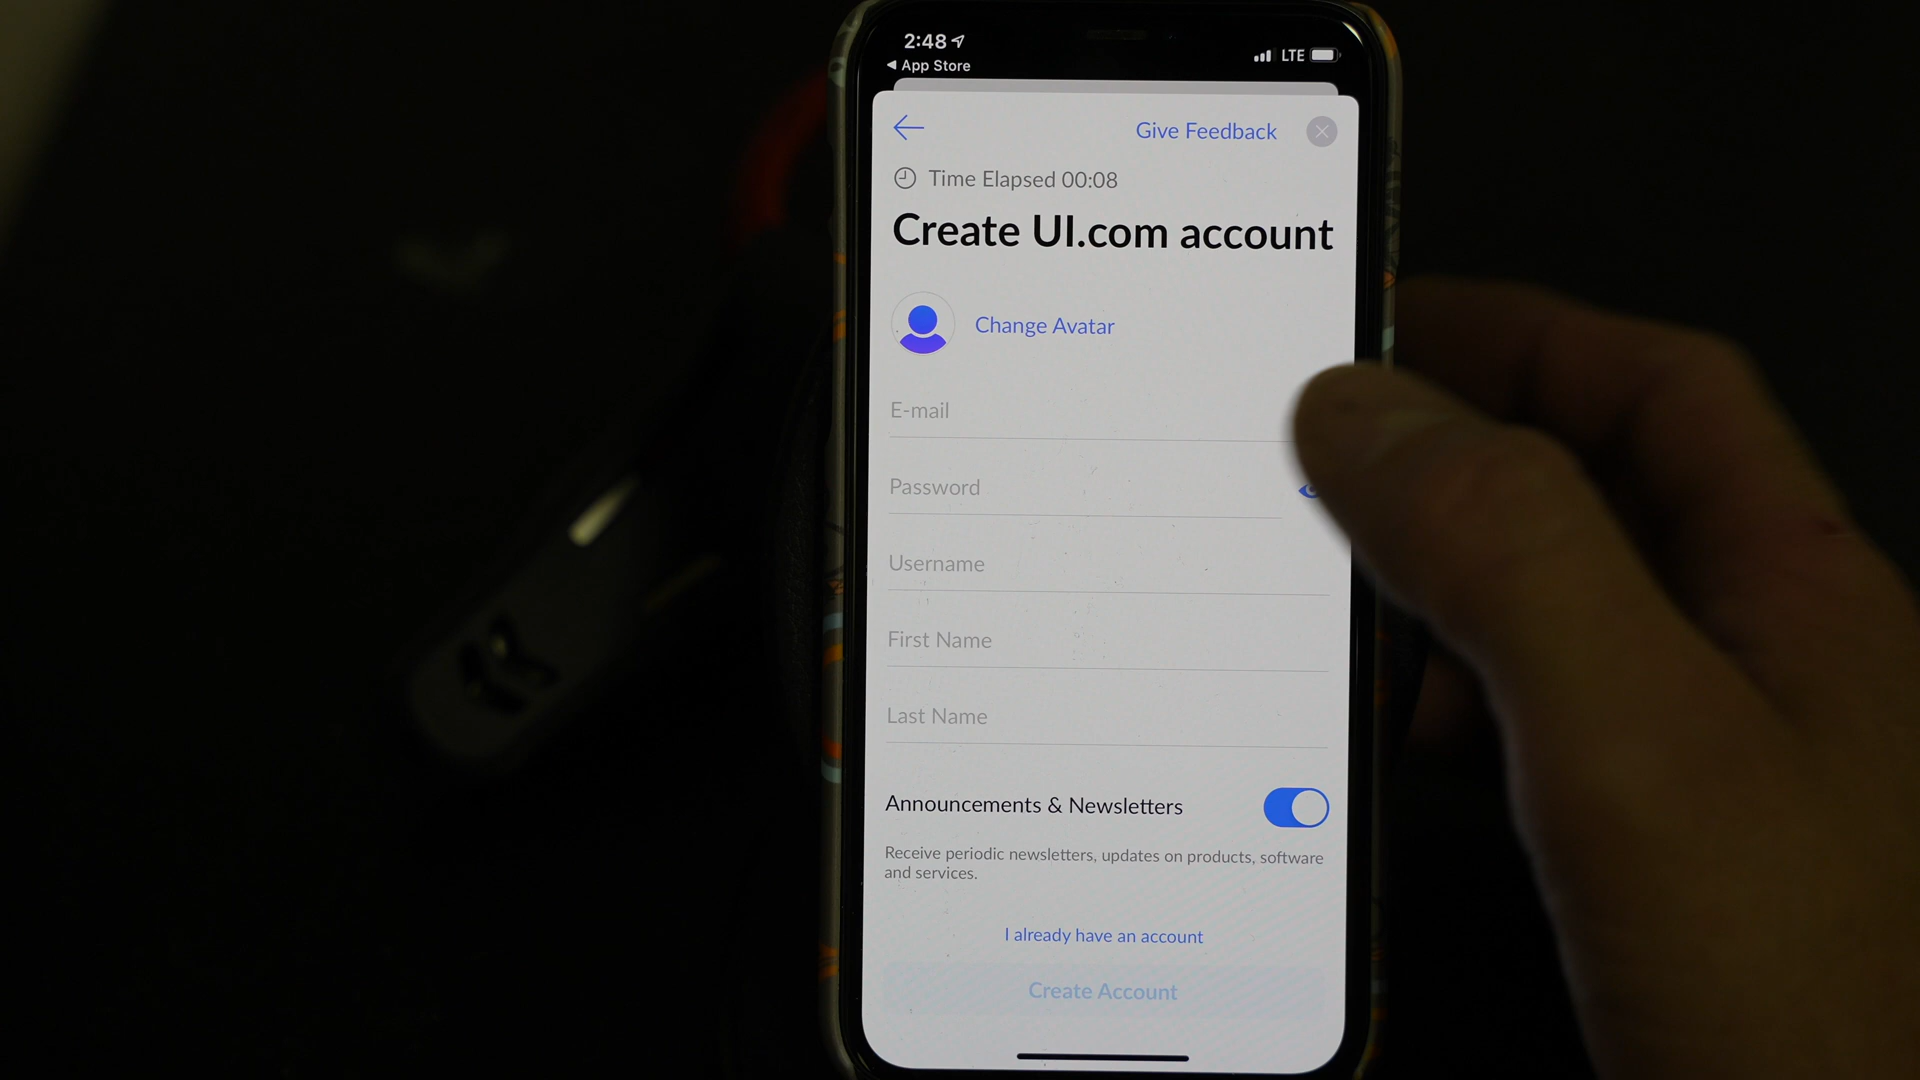 2:48
App Store
LTE
Give Feedback
Time Elapsed 00:08
Create UI.com account
Change Avatar
E-mail
Password
Username
First Name
Last Name
Announcements & Newsletters
Receive periodic newsletters, updates on products, software
and services.
I already have an account
Create Account